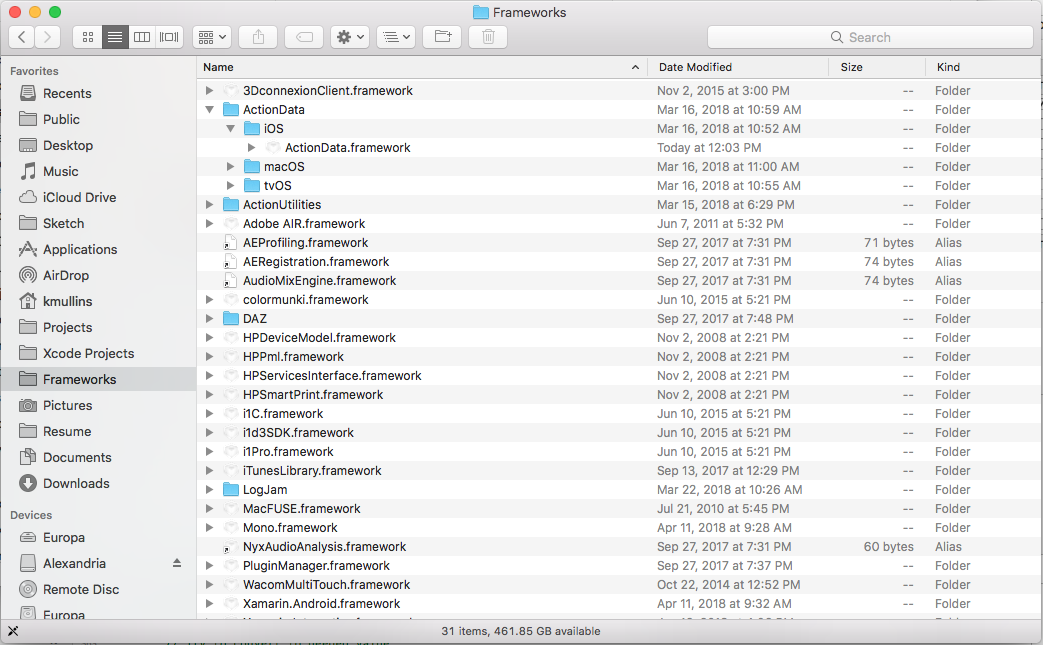 Frameworks
Search
Favorites
Recents
Public
Desktop
Music
iCloud Drive
Sketch
Applications
AirDrop
kmullins
Projects
Xcode Projects
Frameworks
Pictures
Resume
Documents
Downloads
Devices
Europa
Alexandria
Remote Disc
Europa
Name Date Modified Size Kind
3DconnexionClient.framework Nov 2, 2015 at 3:00 PM -- Folder
ActionData Mar 16, 2018 at 10:59 AM -- Folder
iOS Mar 16, 2018 at 10:52 AM -- Folder
ActionData.framework Today at 12:03 PM -- Folder
macOS Mar 16, 2018 at 11:00 AM -- Folder
tvOS Mar 16, 2018 at 10:55 AM -- Folder
ActionUtilities Mar 15, 2018 at 6:29 PM -- Folder
Adobe AIR.framework Jun 7, 2011 at 5:32 PM -- Folder
AEProfiling.framework Sep 27, 2017 at 7:31 PM 71 bytes Alias
AERegistration.framework Sep 27, 2017 at 7:31 PM 74 bytes Alias
AudioMixEngine.framework Sep 27, 2017 at 7:31 PM 74 bytes Alias
colormunki.framework Jun 10, 2015 at 5:21 PM -- Folder
DAZ Sep 27, 2017 at 7:48 PM -- Folder
HPDeviceModel.framework Nov 2, 2008 at 2:21 PM -- Folder
HPPml.framework Nov 2, 2008 at 2:21 PM -- Folder
HPServicesInterface.framework Nov 2, 2008 at 2:21 PM -- Folder
HPSmartPrint.framework Nov 2, 2008 at 2:21 PM -- Folder
i1C.framework Jun 10, 2015 at 5:21 PM -- Folder
i1d3SDK.framework Jun 10, 2015 at 5:21 PM -- Folder
i1Pro.framework Jun 10, 2015 at 5:21 PM -- Folder
iTunesLibrary.framework Sep 13, 2017 at 12:29 PM -- Folder
LogJam Mar 22, 2018 at 10:26 AM -- Folder
MacFUSE.framework Jul 21, 2010 at 5:45 PM -- Folder
Mono.framework Apr 11, 2018 at 9:28 AM -- Folder
NyxAudioAnalysis.framework Sep 27, 2017 at 7:31 PM 60 bytes Alias
PluginManager.framework Sep 27, 2017 at 7:37 PM -- Folder
WacomMultiTouch.framework Oct 22, 2014 at 12:52 PM -- Folder
Xamarin.Android.framework Apr 11, 2018 at 9:32 AM -- Folder
31 items, 461.85 GB available